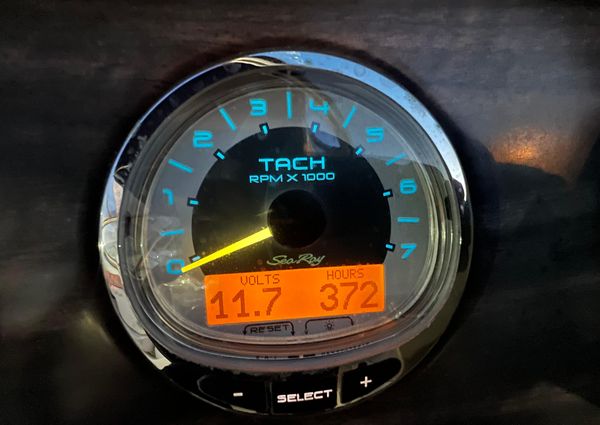 0 1 2 3 4 5 6 7
TACH
RPM X 1000
Sea Ray
VOLTS HOURS
11.7 372
RESET
- SELECT +